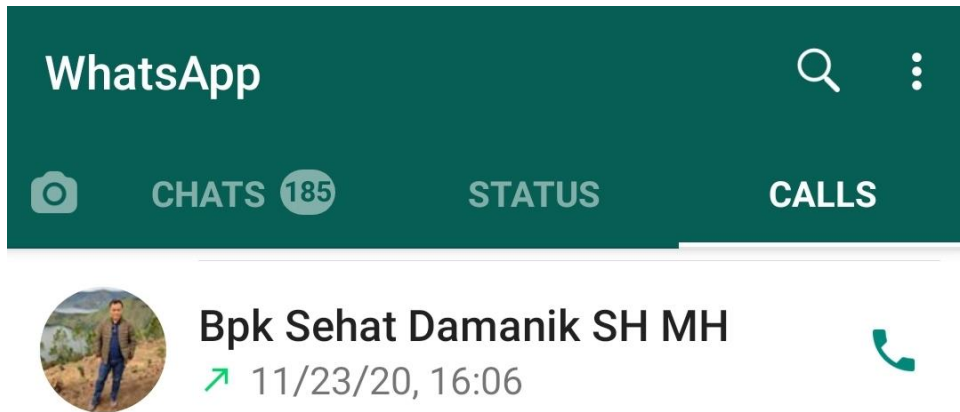 WhatsApp
CHATS 185 STATUS CALLS
Bpk Sehat Damanik SH MH
11/23/20, 16:06